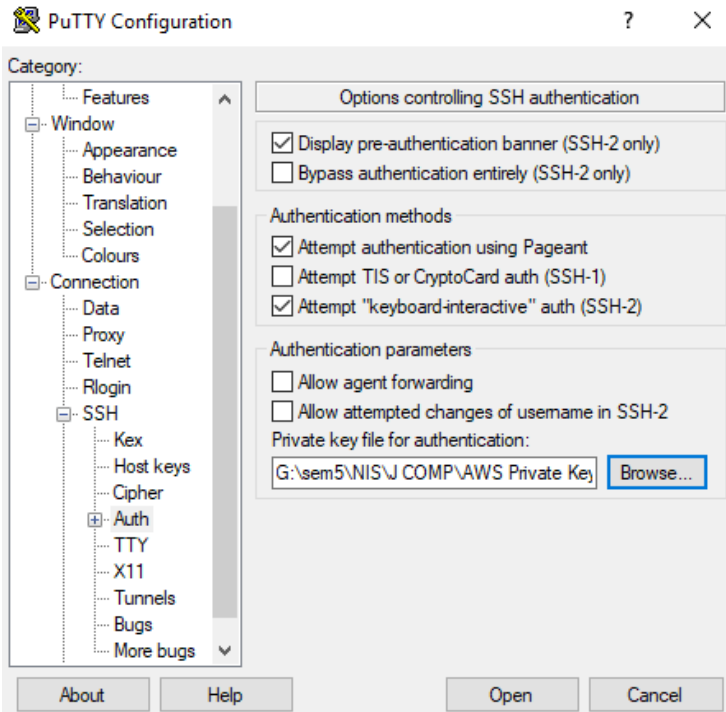 PuTTY Configuration
?
Category:
Features
Window
Appearance
Behaviour
Translation
Selection
Colours
Connection
Data
Proxy
Telnet
Rlogin
SSH
Kex
Host keys
Cipher
Auth
TTY
X11
Tunnels
Bugs
More bugs
Options controlling SSH authentication
Display pre-authentication banner (SSH-2 only)
Bypass authentication entirely (SSH-2 only)
Authentication methods
Attempt authentication using Pageant
Attempt TIS or CryptoCard auth (SSH-1)
Attempt "keyboard-interactive" auth (SSH-2)
Authentication parameters
Allow agent forwarding
Allow attempted changes of username in SSH-2
Private key file for authentication:
G:\sem5\NIS\J COMP\AWS Private Key
Browse...
About
Help
Open
Cancel